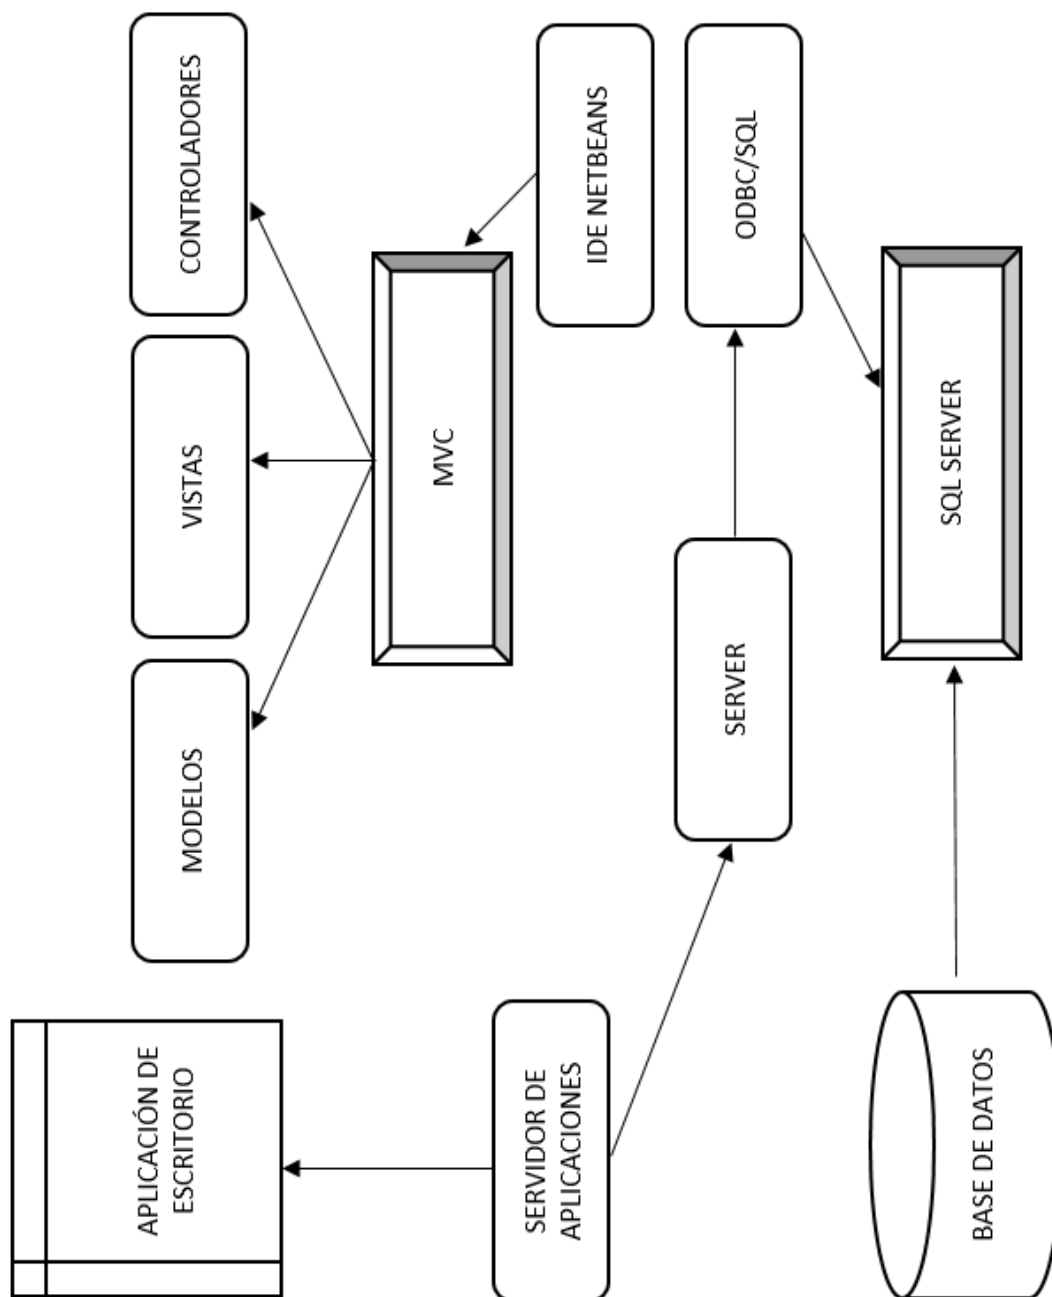 APLICACIÓN DE
ESCRITORIO
MODELOS
VISTAS
CONTROLADORES
MVC
SERVIDOR DE
APLICACIONES
IDE NETBEANS
SERVER
ODBC/SQL
BASE DE DATOS
SQL SERVER